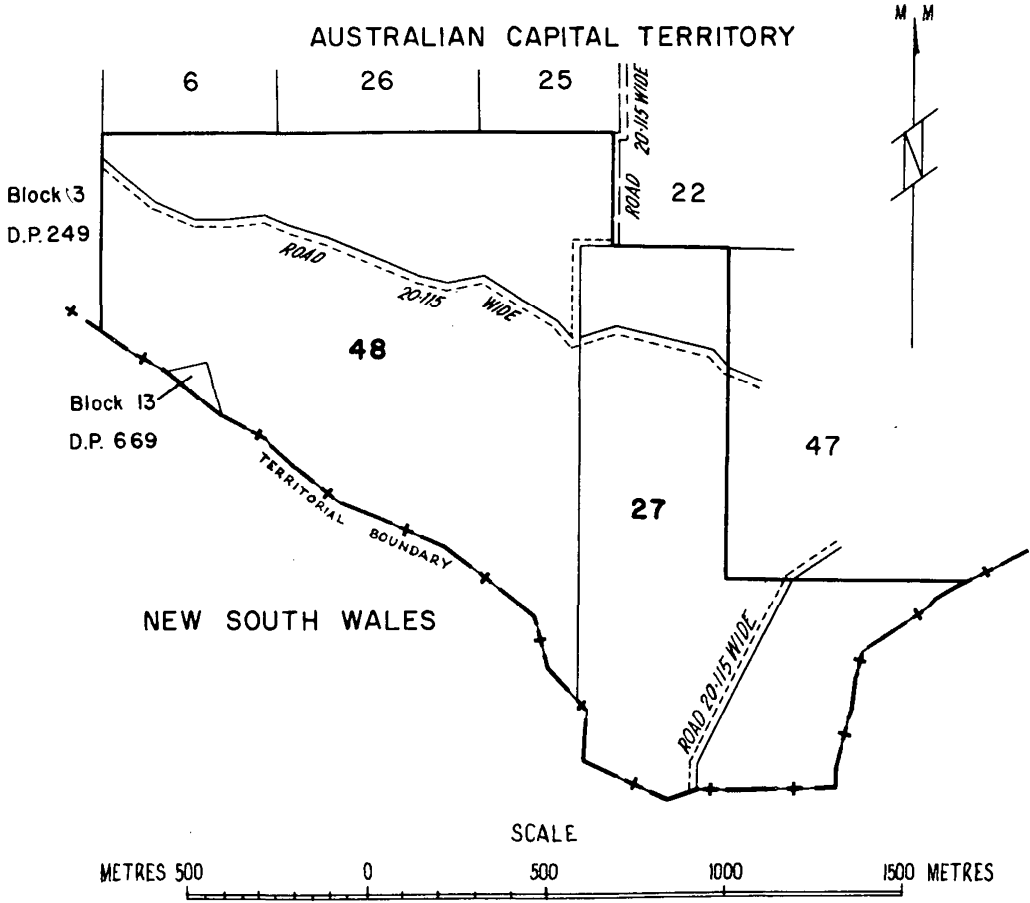 M M
AUSTRALIAN CAPITAL TERRITORY
6 26 25
ROAD 20·115 WIDE
22
Block 3
D.P. 249
ROAD 20·115 WIDE
48
Block 13
D.P. 669
47
27
TERRITORIAL BOUNDARY
NEW SOUTH WALES
ROAD 20·115 WIDE
SCALE
METRES 500 0 500 1000 1500 METRES